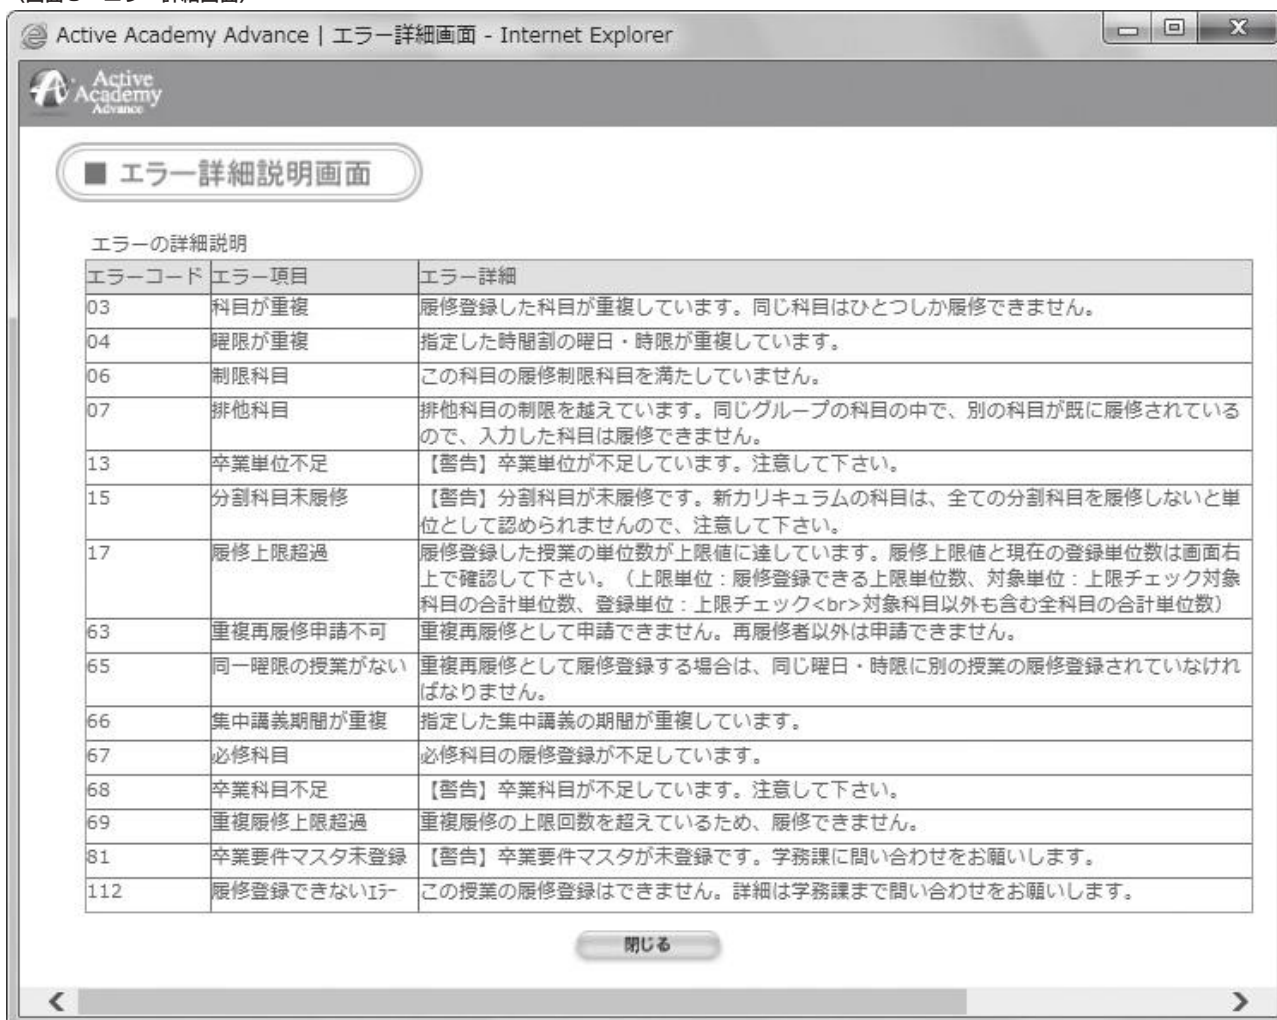 Active Academy Advance | エラー詳細画面 - Internet Explorer
Active
Academy
Advance
■ エラー詳細説明画面
エラーの詳細説明
エラーコード エラー項目 エラー詳細
03 科目が重複 履修登録した科目が重複しています。同じ科目はひとつしか履修できません。
04 曜限が重複 指定した時間割の曜日・時限が重複しています。
06 制限科目 この科目の履修制限科目を満たしていません。
07 排他科目 排他科目の制限を越えています。同じグループの科目の中で、別の科目が既に履修されている
ので、入力した科目は履修できません。
13 卒業単位不足 【警告】卒業単位が不足しています。注意して下さい。
15 分割科目未履修 【警告】分割科目が未履修です。新カリキュラムの科目は、全ての分割科目を履修しないと単
位として認められませんので、注意して下さい。
17 履修上限超過 履修登録した授業の単位数が上限値に達しています。履修上限値と現在の登録単位数は画面右
上で確認して下さい。（上限単位：履修登録できる上限単位数、対象単位：上限チェック対象
科目の合計単位数、登録単位：上限チェック<br>対象科目以外も含む全科目の合計単位数）
63 重複再履修申請不可 重複再履修として申請できません。再履修者以外は申請できません。
65 同一曜限の授業がない 重複再履修として履修登録する場合は、同じ曜日・時限に別の授業の履修登録されていなけれ
ばなりません。
66 集中講義期間が重複 指定した集中講義の期間が重複しています。
67 必修科目 必修科目の履修登録が不足しています。
68 卒業科目不足 【警告】卒業科目が不足しています。注意して下さい。
69 重複履修上限超過 重複履修の上限回数を超えているため、履修できません。
81 卒業要件マスタ未登録 【警告】卒業要件マスタが未登録です。学務課に問い合わせをお願いします。
112 履修登録できないｴﾗｰ この授業の履修登録はできません。詳細は学務課まで問い合わせをお願いします。
閉じる